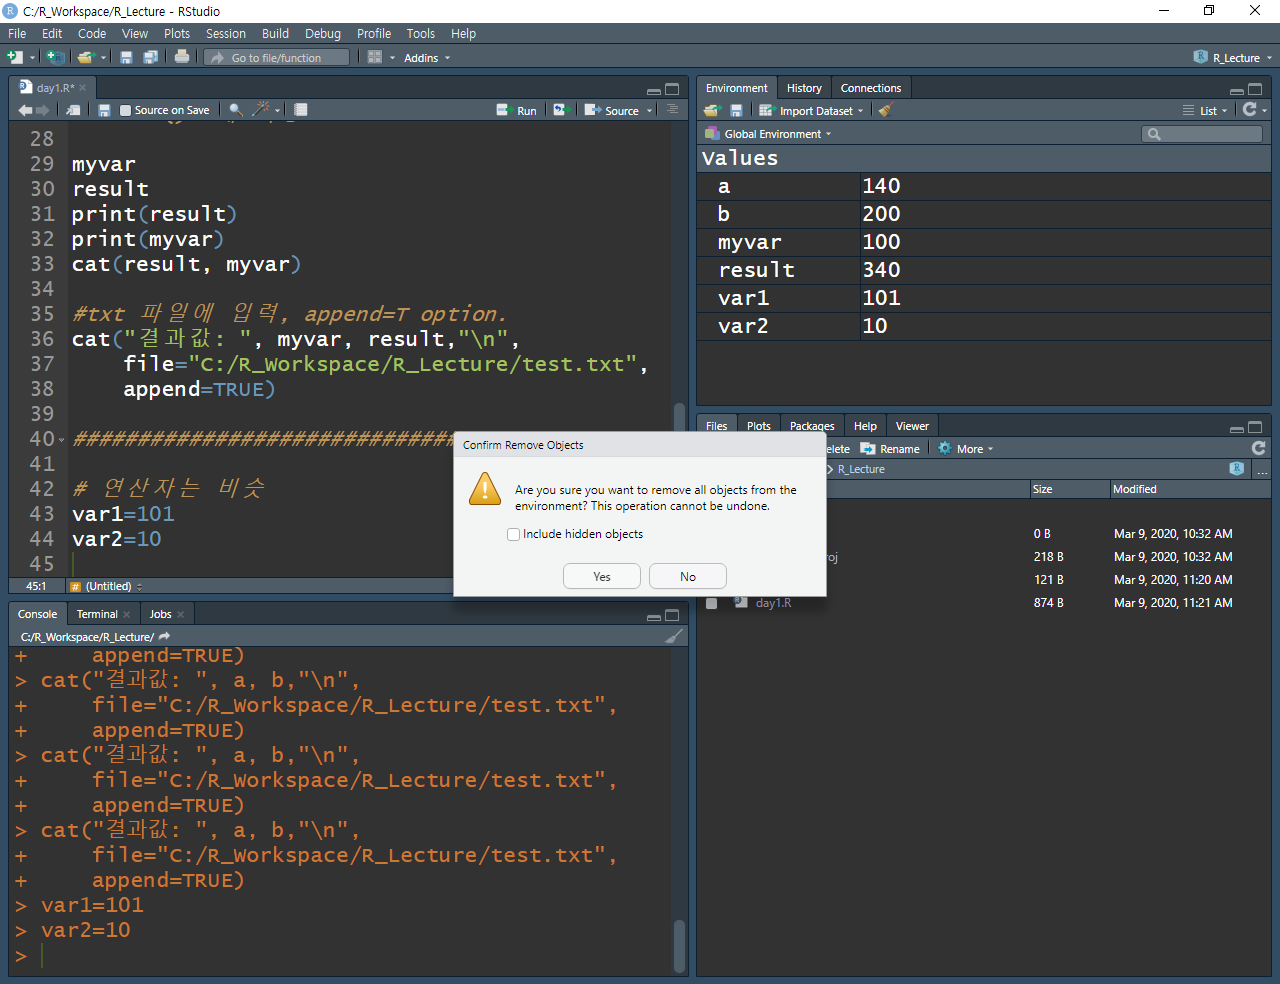 C:/R_Workspace/R_Lecture - RStudio
File Edit Code View Plots Session Build Debug Profile Tools Help
Go to file/function Addins R_Lecture
day1.R*
Source on Save Run Source
28
29 myvar
30 result
31 print(result)
32 print(myvar)
33 cat(result, myvar)
34
35 #txt 파일에 입력, append=T option.
36 cat("결과값: ", myvar, result,"\n",
37 file="C:/R_Workspace/R_Lecture/test.txt",
38 append=TRUE)
39
40 ##############################
41
42 # 연산자는 비슷
43 var1=101
44 var2=10
45
45:1 # (Untitled)
Console Terminal Jobs
C:/R_Workspace/R_Lecture/
+ append=TRUE)
> cat("결과값: ", a, b,"\n",
+ file="C:/R_Workspace/R_Lecture/test.txt",
+ append=TRUE)
> cat("결과값: ", a, b,"\n",
+ file="C:/R_Workspace/R_Lecture/test.txt",
+ append=TRUE)
> cat("결과값: ", a, b,"\n",
+ file="C:/R_Workspace/R_Lecture/test.txt",
+ append=TRUE)
> var1=101
> var2=10
>
Environment History Connections
Import Dataset List
Global Environment
Values
a 140
b 200
myvar 100
result 340
var1 101
var2 10
Files Plots Packages Help Viewer
elete Rename More
R_Lecture ...
Size Modified
0 B Mar 9, 2020, 10:32 AM
oj 218 B Mar 9, 2020, 10:32 AM
121 B Mar 9, 2020, 11:20 AM
day1.R 874 B Mar 9, 2020, 11:21 AM
Confirm Remove Objects
Are you sure you want to remove all objects from the
environment? This operation cannot be undone.
Include hidden objects
Yes No